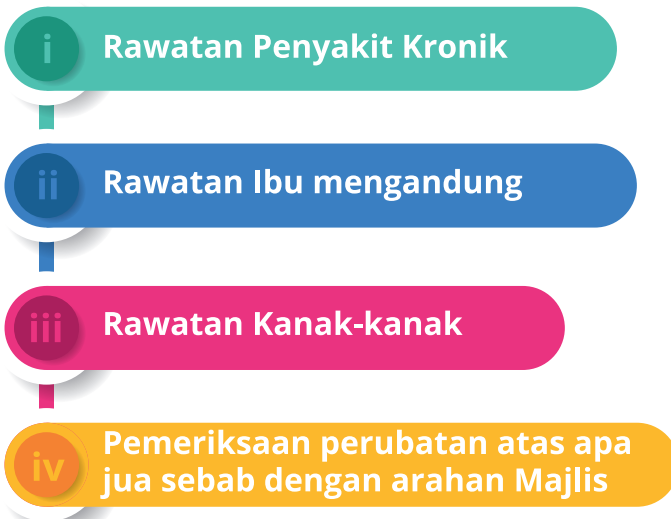 i
Rawatan Penyakit Kronik
ii
Rawatan Ibu mengandung
iii
Rawatan Kanak-kanak
iv
Pemeriksaan perubatan atas apa
jua sebab dengan arahan Majlis